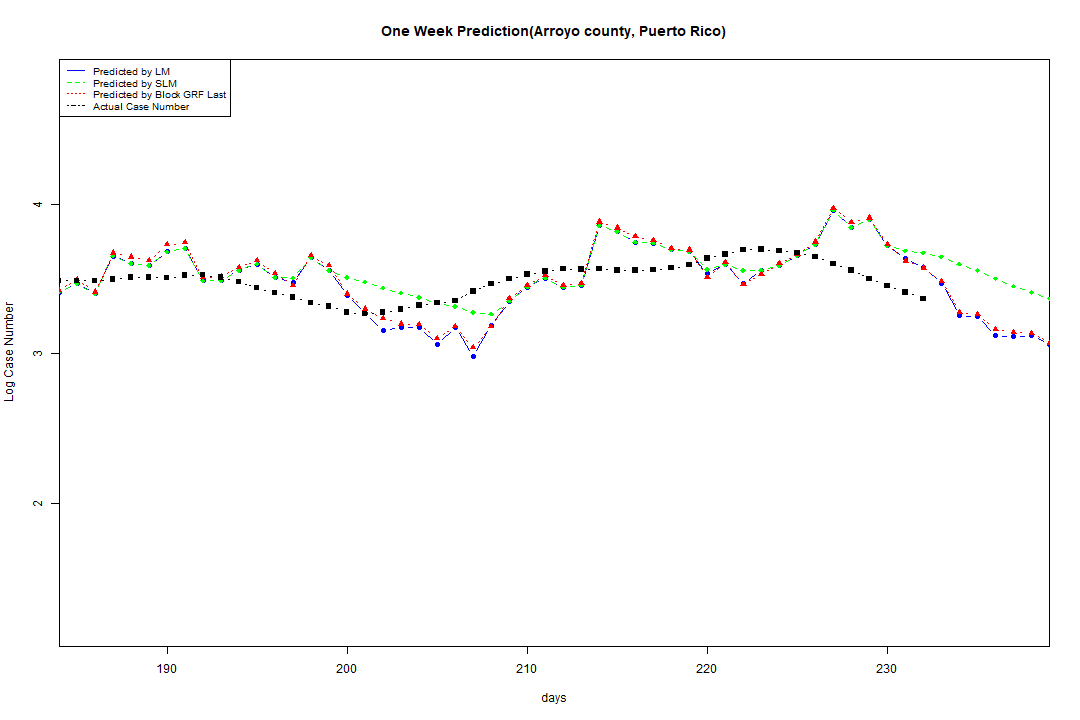 One Week Prediction(Arroyo county, Puerto Rico)
Predicted by LM
Predicted by SLM
Predicted by Block GRF Last
Actual Case Number
4
3
2
Log Case Number
190 200 210 220 230
days